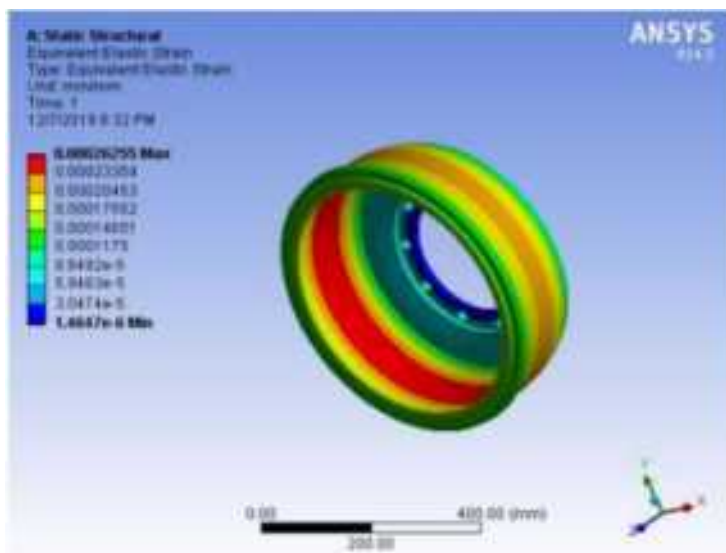 A: Static Structural
Equivalent Elastic Strain
Type: Equivalent Elastic Strain
Unit: mm/mm
Time: 1
ANSYS
0.00026255 Max
0.00023354
0.00020453
0.00017552
0.00014651
0.0001175
3.0474e-5
1.4647e-6 Min
0.00
400.00 (mm)
200.00
Y
X
Z